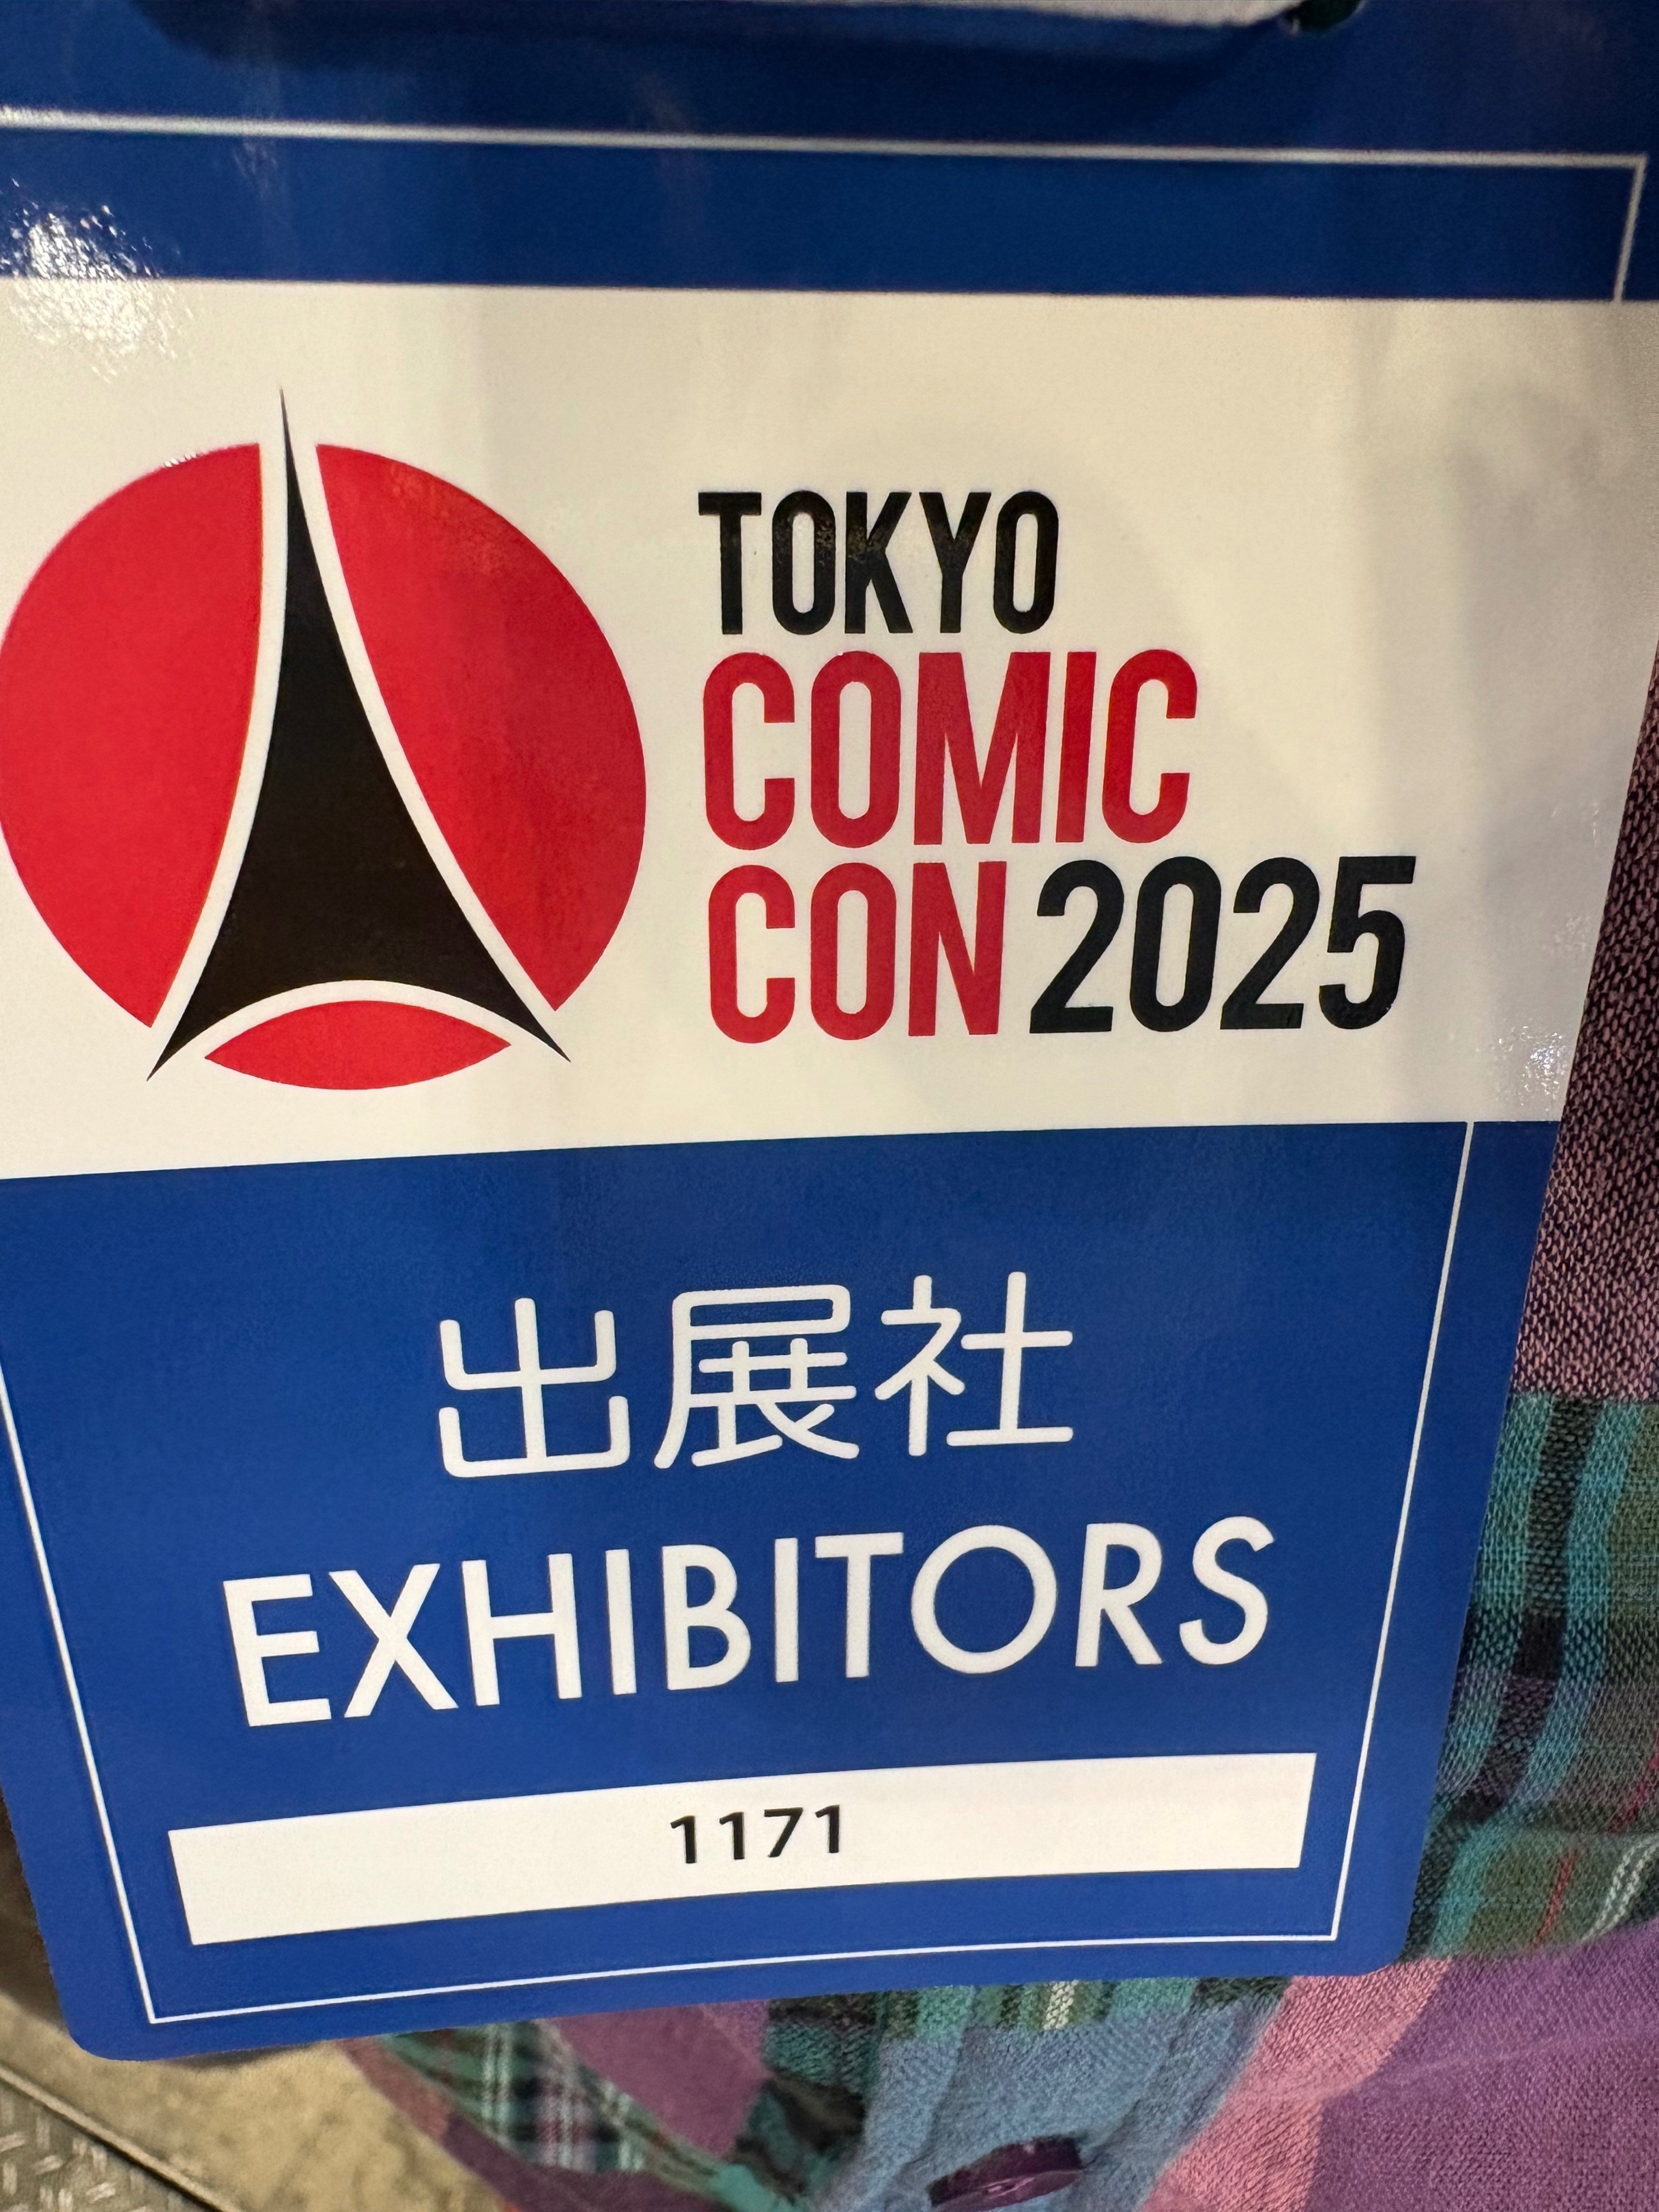 TOKYO
COMIC
CON 2025
出展社
EXHIBITORS
1171